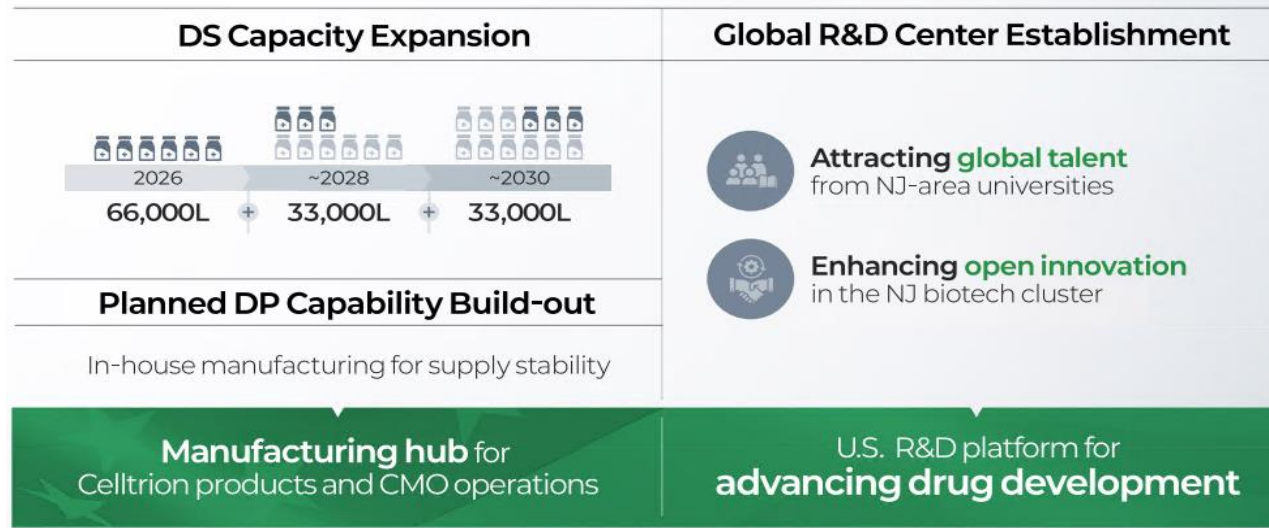 DS Capacity Expansion
2026
~2028
~2030
66,000L + 33,000L + 33,000L
Planned DP Capability Build-out
In-house manufacturing for supply stability
Manufacturing hub for
Celltrion products and CMO operations
Global R&D Center Establishment
Attracting global talent
from NJ-area universities
Enhancing open innovation
in the NJ biotech cluster
U.S. R&D platform for
advancing drug development